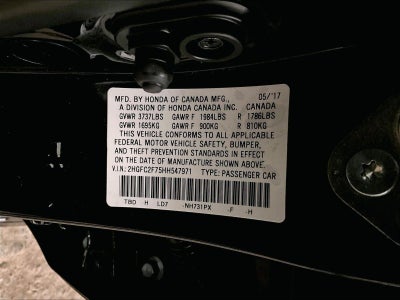 MFD. BY HONDA OF CANADA MFG., 05/'17
A DIVISION OF HONDA CANADA INC. CANADA
GVWR 3737LBS GAWR F 1984LBS R 1786LBS
GVWR 1695KG GAWR F 900KG R 810KG
THIS VEHICLE CONFORMS TO ALL APPLICABLE
FEDERAL MOTOR VEHICLE SAFETY, BUMPER,
AND THEFT PREVENTION STANDARDS IN EFFECT
ON THE DATE OF MANUFACTURE SHOWN ABOVE.
V.I.N: 2HGFC2F75HH547971 TYPE: PASSENGER CAR
TBD H LD7 -NH731PX -F -H